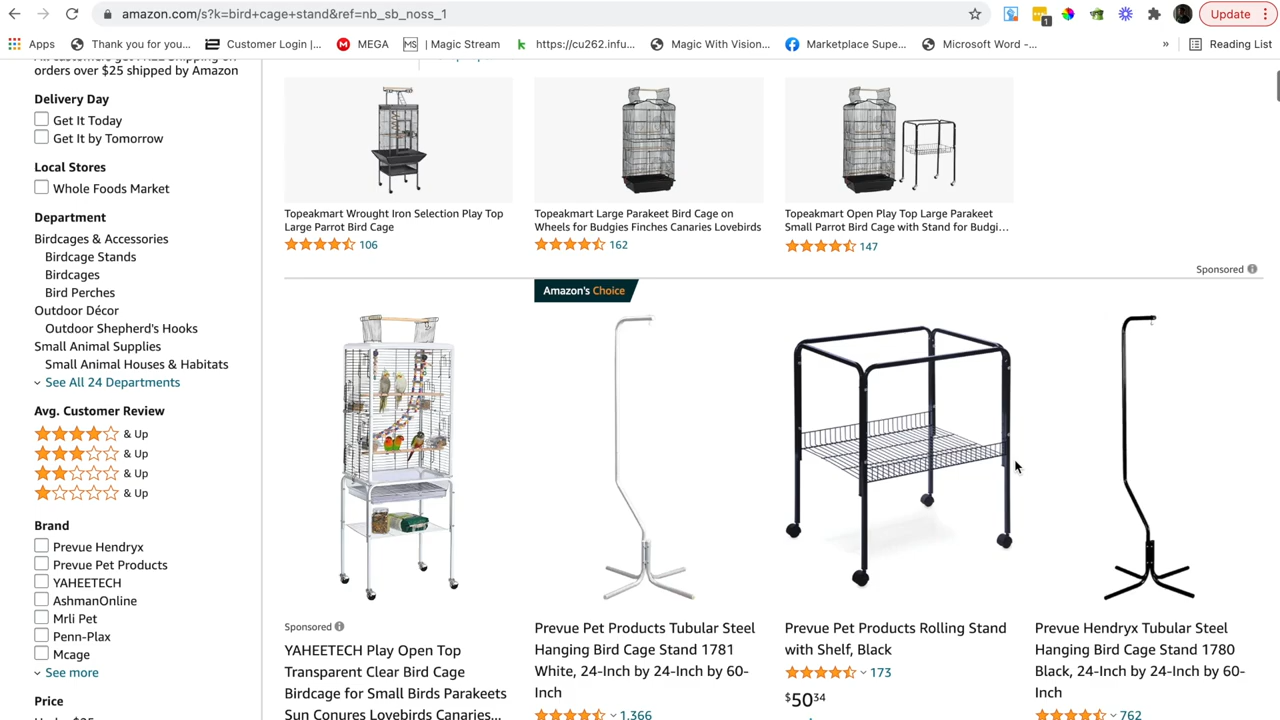 amazon.com/s?k=bird+cage+stand&ref=nb_sb_noss_1
1
Update
Apps
Thank you for you...
Customer Login |...
MEGA
MS
| Magic Stream
k
https://cu262.infu...
Magic With Vision...
Marketplace Supe...
Microsoft Word -...
»
Reading List
orders over $25 shipped by Amazon
Delivery Day
Get It Today
Get It by Tomorrow
Local Stores
Whole Foods Market
Department
Birdcages & Accessories
Birdcage Stands
Birdcages
Bird Perches
Outdoor Décor
Outdoor Shepherd's Hooks
Small Animal Supplies
Small Animal Houses & Habitats
See All 24 Departments
Avg. Customer Review
& Up
& Up
& Up
& Up
Brand
Prevue Hendryx
Prevue Pet Products
YAHEETECH
AshmanOnline
Mrli Pet
Penn-Plax
Mcage
See more
Price
Topeakmart Wrought Iron Selection Play Top
Large Parrot Bird Cage
106
Topeakmart Large Parakeet Bird Cage on
Wheels for Budgies Finches Canaries Lovebirds
162
Topeakmart Open Play Top Large Parakeet
Small Parrot Bird Cage with Stand for Budgi...
147
Sponsored
Amazon's Choice
Sponsored
YAHEETECH Play Open Top
Transparent Clear Bird Cage
Birdcage for Small Birds Parakeets
Sun Conures Lovebirds Canaries...
Prevue Pet Products Tubular Steel
Hanging Bird Cage Stand 1781
White, 24-Inch by 24-Inch by 60-
Inch
1,366
Prevue Pet Products Rolling Stand
with Shelf, Black
173
$50 34
Prevue Hendryx Tubular Steel
Hanging Bird Cage Stand 1780
Black, 24-Inch by 24-Inch by 60-
Inch
762